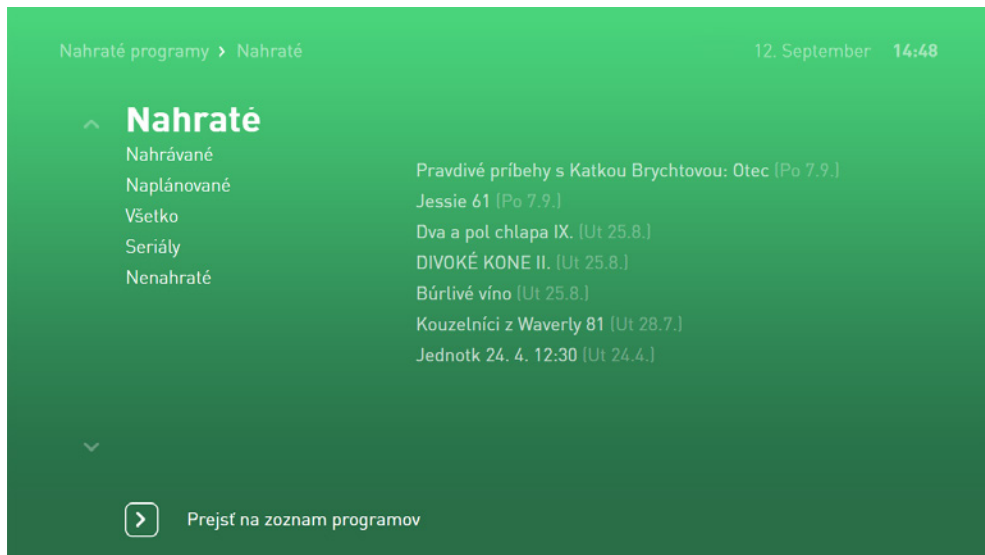 Nahraté programy > Nahraté
12. September 14:48
Nahraté
Nahrávané
Naplánované
Všetko
Seriály
Nenahraté
Pravdivé príbehy s Katkou Brychtovou: Otec (Po 7.9.)
Jessie 61 (Po 7.9.)
Dva a pol chlapa IX. (Ut 25.8.)
DIVOKÉ KONE II. (Ut 25.8.)
Búrlivé víno (Ut 25.8.)
Kouzelníci z Waverly 81 (Ut 28.7.)
Jednotk 24. 4. 12:30 (Ut 24.4.)
Prejsť na zoznam programov